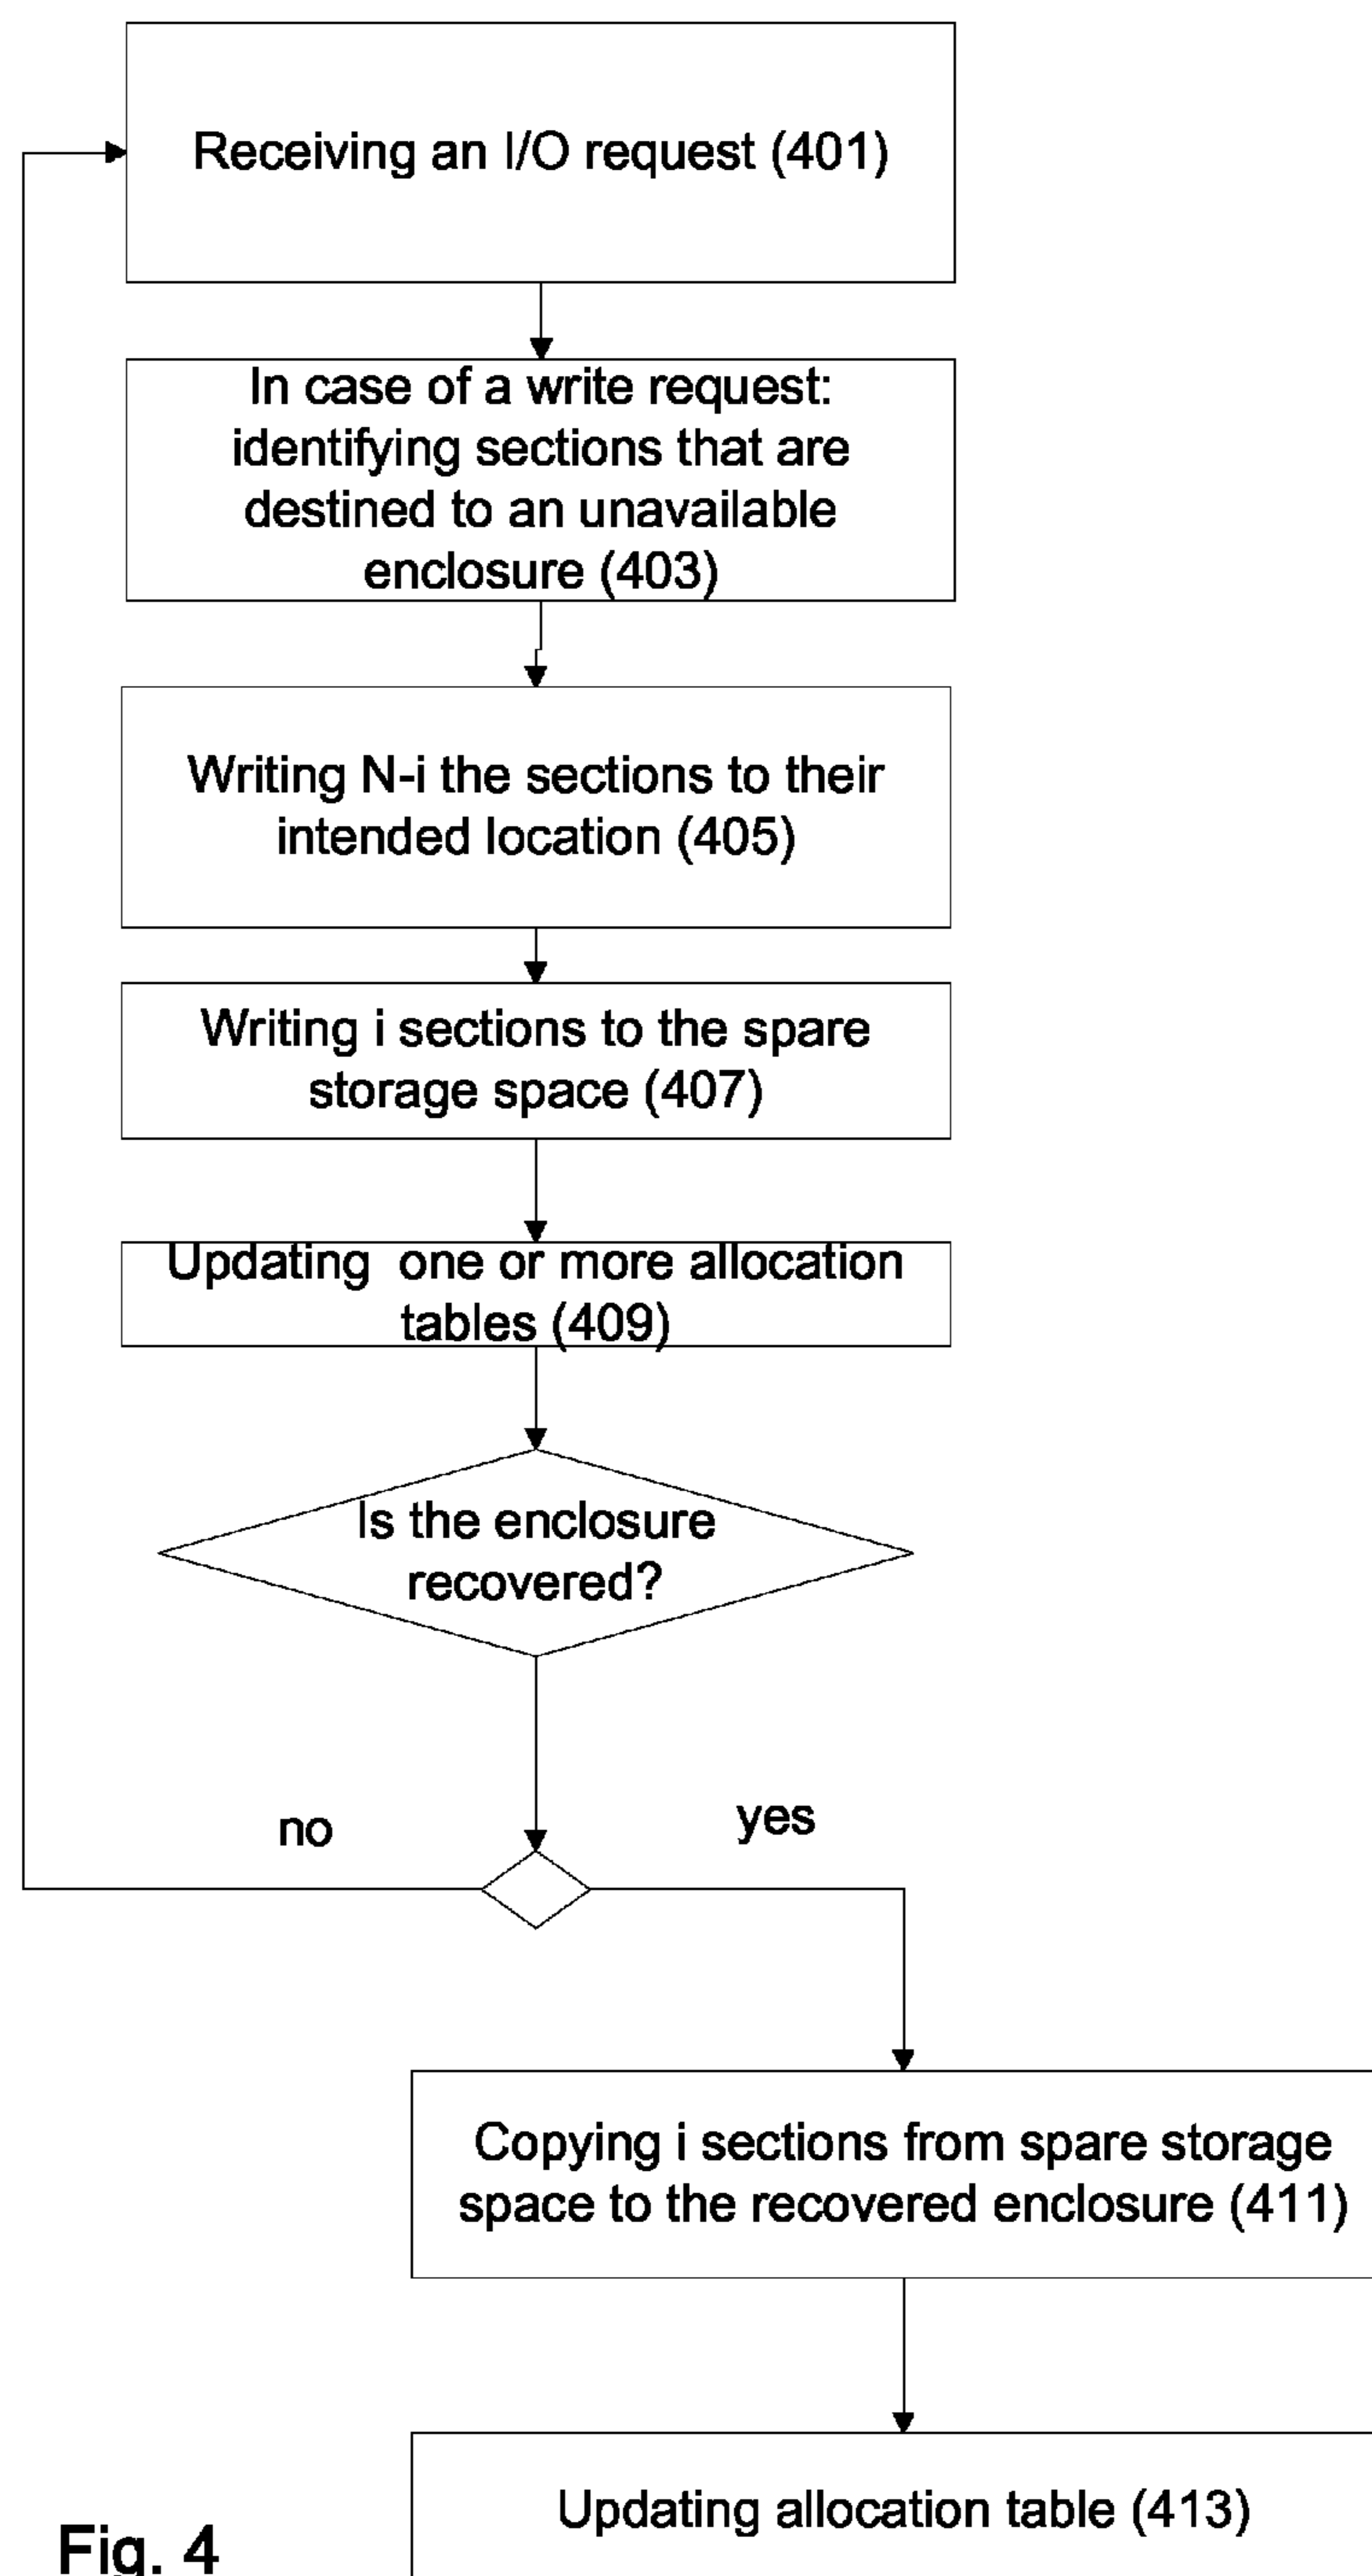 Receiving an I/O request (401)
In case of a write request:
identifying sections that are
destined to an unavailable
enclosure (403)
Writing N-i the sections to their
intended location (405)
Writing i sections to the spare
storage space (407)
Updating  one or more allocation
tables (409)
Is the enclosure
recovered?
no
yes
Copying i sections from spare storage
space to the recovered enclosure (411)
Updating allocation table (413)
Fig. 4